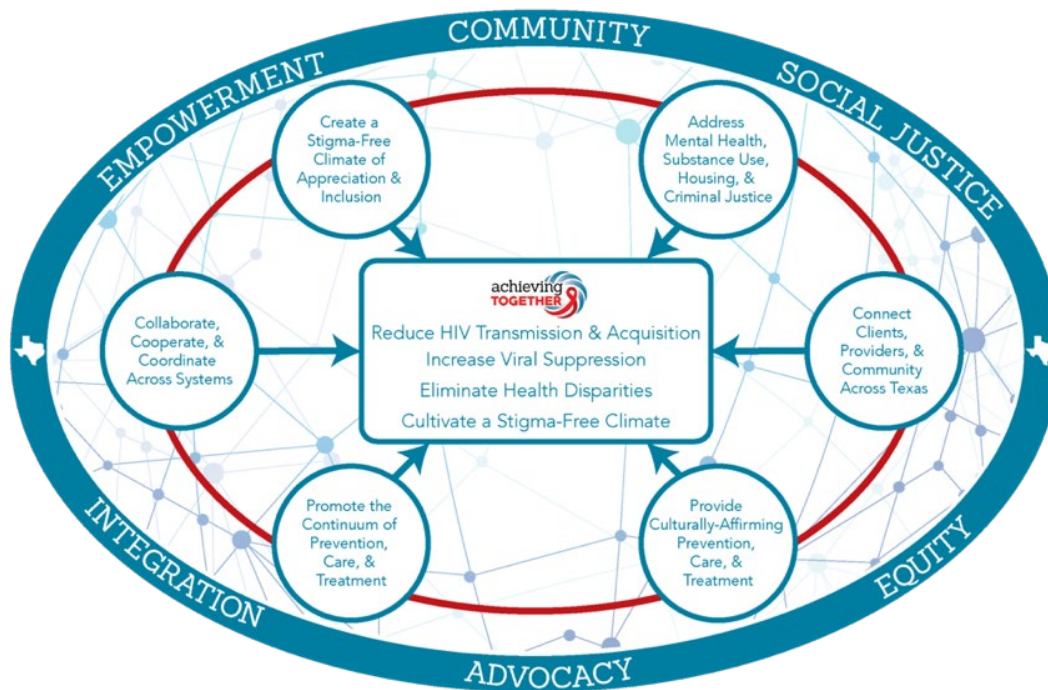 COMMUNITY
EMPOWERMENT
SOCIAL JUSTICE
Create a
Stigma-Free
Climate of
Appreciation &
Inclusion
Address
Mental Health,
Substance Use,
Housing, &
Criminal Justice
Collaborate,
Cooperate, &
Coordinate
Across Systems
achieving
TOGETHER
Reduce HIV Transmission & Acquisition
Increase Viral Suppression
Eliminate Health Disparities
Cultivate a Stigma-Free Climate
Connect
Clients,
Providers, &
Community
Across Texas
Promote the
Continuum of
Prevention,
Care, &
Treatment
Provide
Culturally-Affirming
Prevention,
Care, &
Treatment
INTEGRATION
EQUITY
ADVOCACY